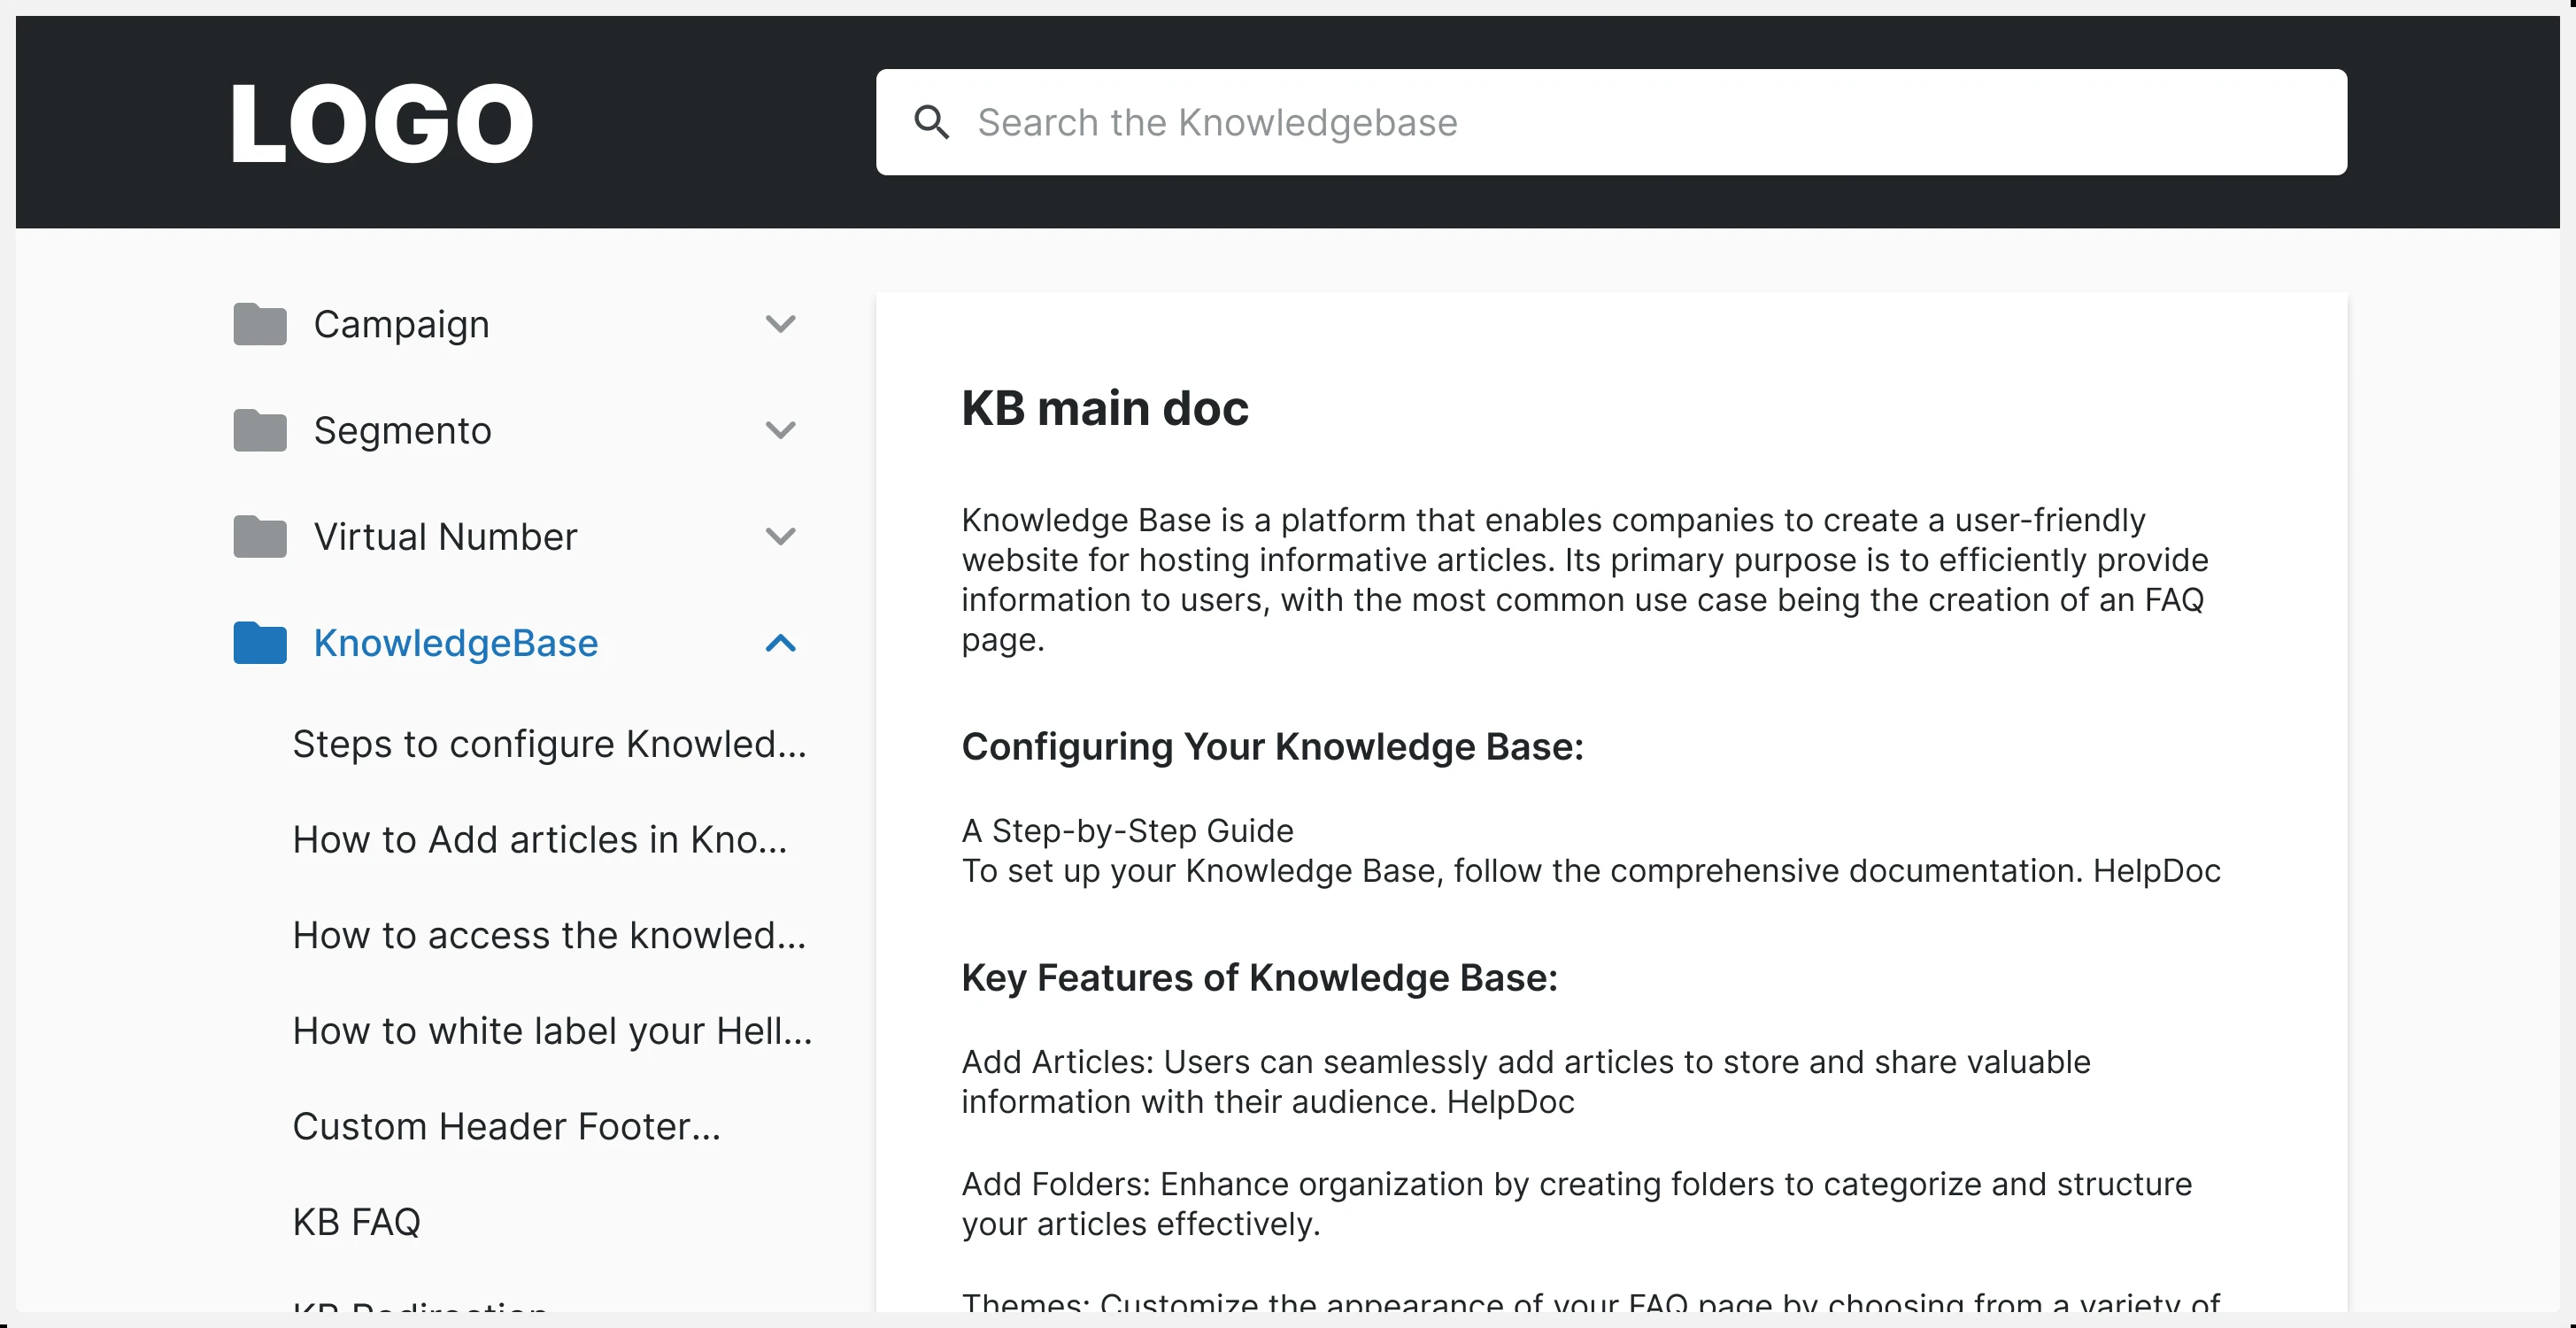 LOGO
Search the Knowledgebase
Campaign
Segmento
Virtual Number
KnowledgeBase
Steps to configure Knowled...
How to Add articles in Kno...
How to access the knowled...
How to white label your Hell...
Custom Header Footer...
KB FAQ
KB Redirection
KB main doc
Knowledge Base is a platform that enables companies to create a user-friendly
website for hosting informative articles. Its primary purpose is to efficiently provide
information to users, with the most common use case being the creation of an FAQ
page.
Configuring Your Knowledge Base:
A Step-by-Step Guide
To set up your Knowledge Base, follow the comprehensive documentation. HelpDoc
Key Features of Knowledge Base:
Add Articles: Users can seamlessly add articles to store and share valuable
information with their audience. HelpDoc
Add Folders: Enhance organization by creating folders to categorize and structure
your articles effectively.
Themes: Customize the appearance of your FAQ page by choosing from a variety of